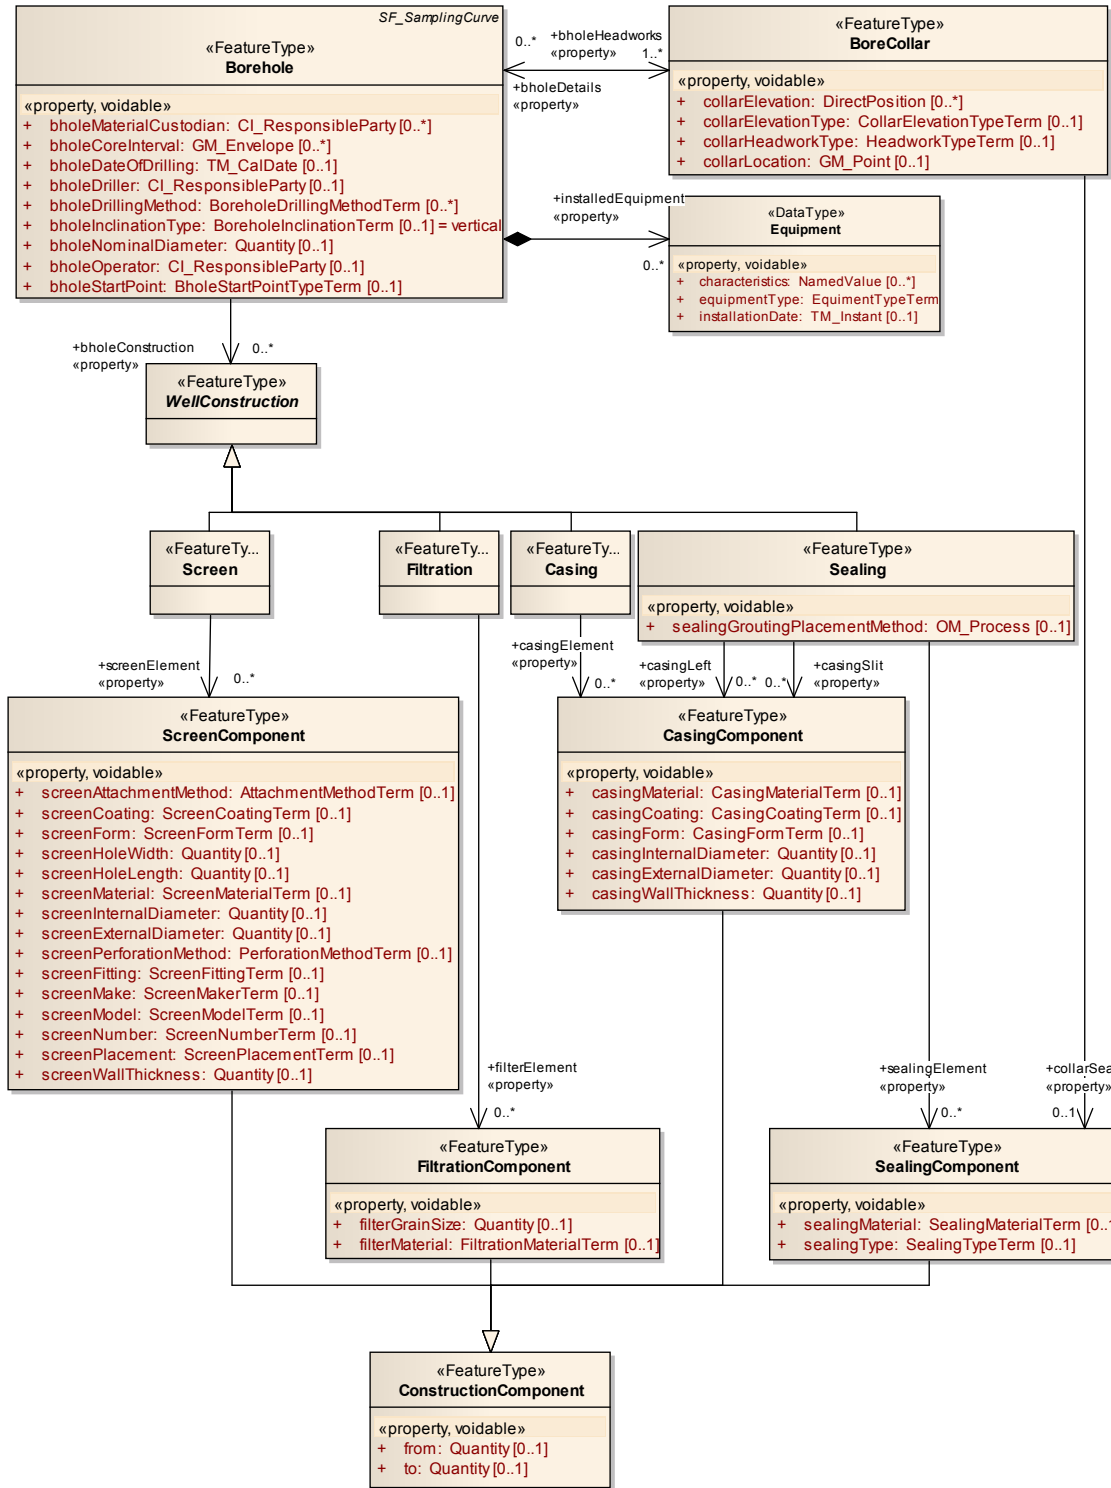 SF_SamplingCurve
«FeatureType»
Borehole
«property, voidable»
+ bholeMaterialCustodian: CI_ResponsibleParty [0..*]
+ bholeCoreInterval: GM_Envelope [0..*]
+ bholeDateOfDrilling: TM_CalDate [0..1]
+ bholeDriller: CI_ResponsibleParty [0..1]
+ bholeDrillingMethod: BoreholeDrillingMethodTerm [0..*]
+ bholeInclinationType: BoreholeInclinationTerm [0..1] = vertical
+ bholeNominalDiameter: Quantity [0..1]
+ bholeOperator: CI_ResponsibleParty [0..1]
+ bholeStartPoint: BholeStartPointTypeTerm [0..1]
0..*
+bholeHeadworks
«property»
1..*
+bholeDetails
«property»
«FeatureType»
BoreCollar
«property, voidable»
+ collarElevation: DirectPosition [0..*]
+ collarElevationType: CollarElevationTypeTerm [0..1]
+ collarHeadworkType: HeadworkTypeTerm [0..1]
+ collarLocation: GM_Point [0..1]
+installedEquipment
«property»
0..*
«DataType»
Equipment
«property, voidable»
+ characteristics: NamedValue [0..*]
+ equipmentType: EquimentTypeTerm
+ installationDate: TM_Instant [0..1]
+bholeConstruction
«property»
0..*
«FeatureType»
WellConstruction
«FeatureTy...
Screen
«FeatureTy...
Filtration
«FeatureTy...
Casing
«FeatureType»
Sealing
«property, voidable»
+ sealingGroutingPlacementMethod: OM_Process [0..1]
+screenElement
«property»
0..*
+casingElement
«property»
0..*
+casingLeft
«property»
0..*
0..*
+casingSlit
«property»
«FeatureType»
ScreenComponent
«property, voidable»
+ screenAttachmentMethod: AttachmentMethodTerm [0..1]
+ screenCoating: ScreenCoatingTerm [0..1]
+ screenForm: ScreenFormTerm [0..1]
+ screenHoleWidth: Quantity [0..1]
+ screenHoleLength: Quantity [0..1]
+ screenMaterial: ScreenMaterialTerm [0..1]
+ screenInternalDiameter: Quantity [0..1]
+ screenExternalDiameter: Quantity [0..1]
+ screenPerforationMethod: PerforationMethodTerm [0..1]
+ screenFitting: ScreenFittingTerm [0..1]
+ screenMake: ScreenMakerTerm [0..1]
+ screenModel: ScreenModelTerm [0..1]
+ screenNumber: ScreenNumberTerm [0..1]
+ screenPlacement: ScreenPlacementTerm [0..1]
+ screenWallThickness: Quantity [0..1]
«FeatureType»
CasingComponent
«property, voidable»
+ casingMaterial: CasingMaterialTerm [0..1]
+ casingCoating: CasingCoatingTerm [0..1]
+ casingForm: CasingFormTerm [0..1]
+ casingInternalDiameter: Quantity [0..1]
+ casingExternalDiameter: Quantity [0..1]
+ casingWallThickness: Quantity [0..1]
+filterElement
«property»
0..*
+sealingElement
«property»
0..*
+collarSea
«property»
0..1
«FeatureType»
FiltrationComponent
«property, voidable»
+ filterGrainSize: Quantity [0..1]
+ filterMaterial: FiltrationMaterialTerm [0..1]
«FeatureType»
SealingComponent
«property, voidable»
+ sealingMaterial: SealingMaterialTerm [0..1
+ sealingType: SealingTypeTerm [0..1]
«FeatureType»
ConstructionComponent
«property, voidable»
+ from: Quantity [0..1]
+ to: Quantity [0..1]